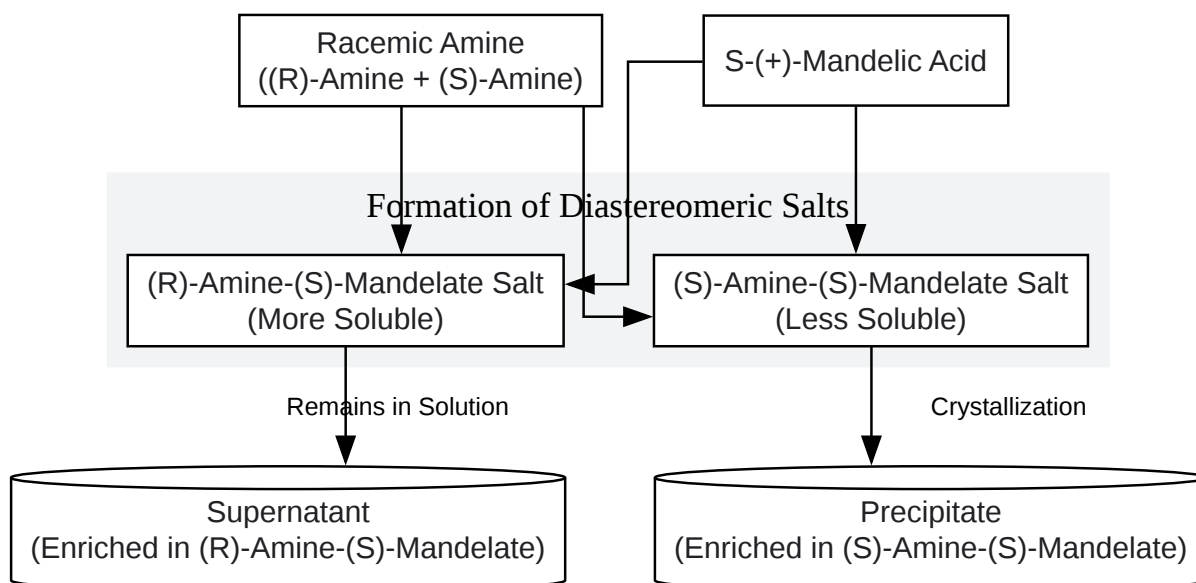 Racemic Amine
((R)-Amine + (S)-Amine)
S-(+)-Mandelic Acid
Formation of Diastereomeric Salts
(R)-Amine-(S)-Mandelate Salt
(More Soluble)
(S)-Amine-(S)-Mandelate Salt
(Less Soluble)
Remains in Solution
Crystallization
Supernatant
(Enriched in (R)-Amine-(S)-Mandelate)
Precipitate
(Enriched in (S)-Amine-(S)-Mandelate)